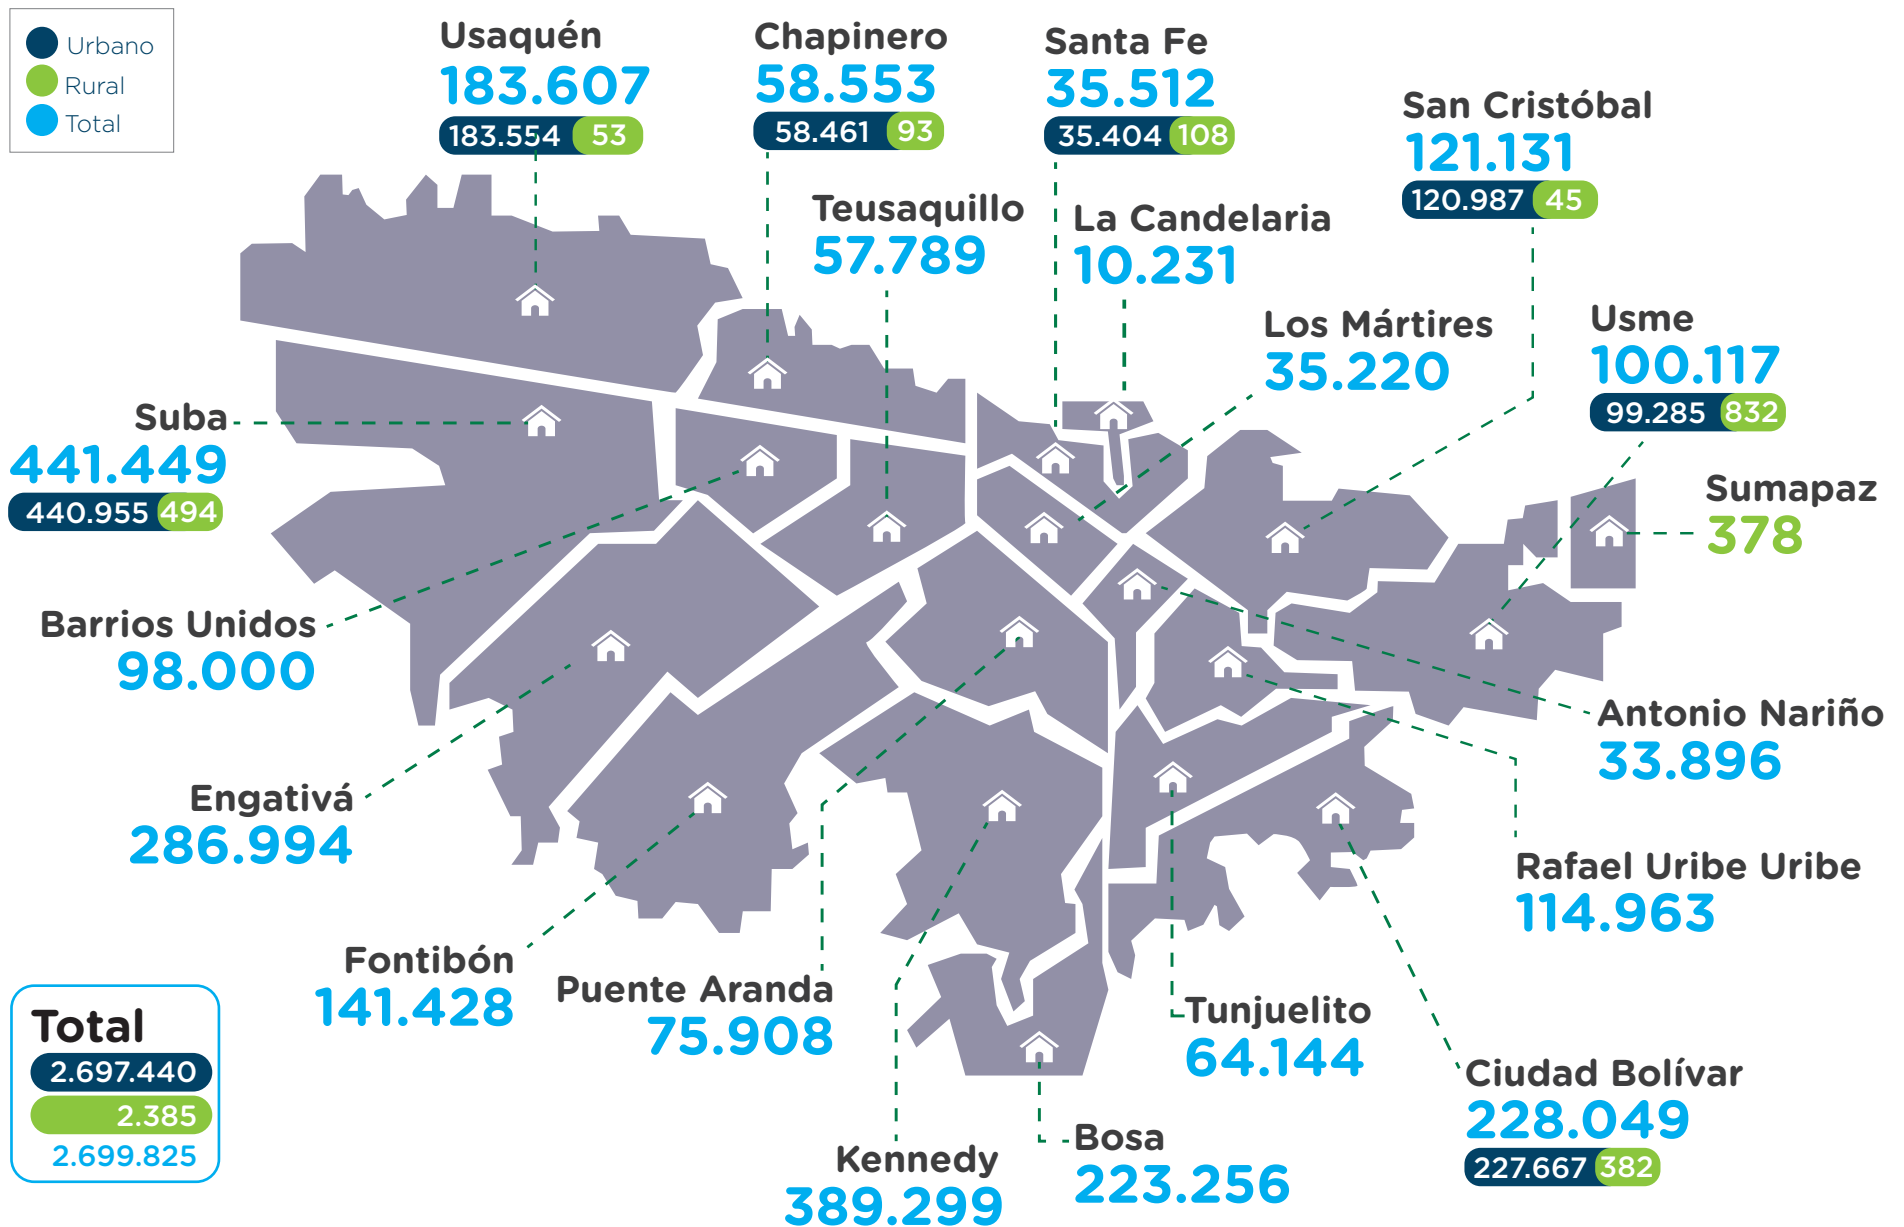 Urbano
Rural
Total
Usaquén
183.607
183.554 53
Chapinero
58.553
58.461 93
Santa Fe
35.512
35.404 108
San Cristóbal
121.131
120.987 45
Teusaquillo
57.789
La Candelaria
10.231
Los Mártires
35.220
Usme
100.117
99.285 832
Suba
441.449
440.955 494
Sumapaz
378
Barrios Unidos
98.000
Antonio Nariño
33.896
Engativá
286.994
Rafael Uribe Uribe
114.963
Fontibón
141.428
Puente Aranda
75.908
Tunjuelito
64.144
Ciudad Bolívar
228.049
227.667 382
Bosa
223.256
Kennedy
389.299
Total
2.697.440
2.385
2.699.825